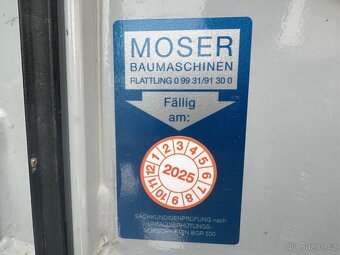 MOSER
BAUMASCHINEN
PLATTLING 0 99 31/91 30 0
Fällig
am:
12 1 2 3 4 5 6 7 8 9 10 11
2025
SACHKUNDIGENPRÜFUNG nach
UNFALLVERHÜTUNGS-
VORSCHRIFTEN BGR 500